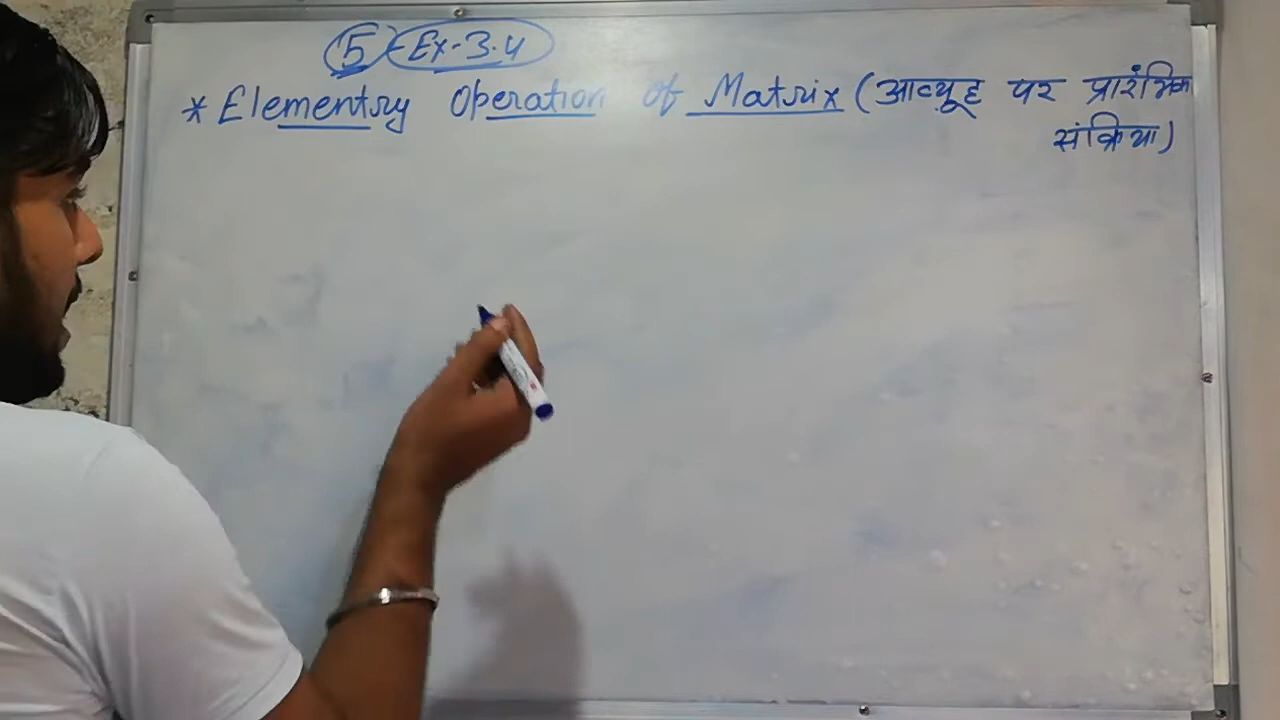 5 Ex-3.4
* Elementry Operation of Matrix (आव्यूह पर प्रारंभिक
संक्रिया)